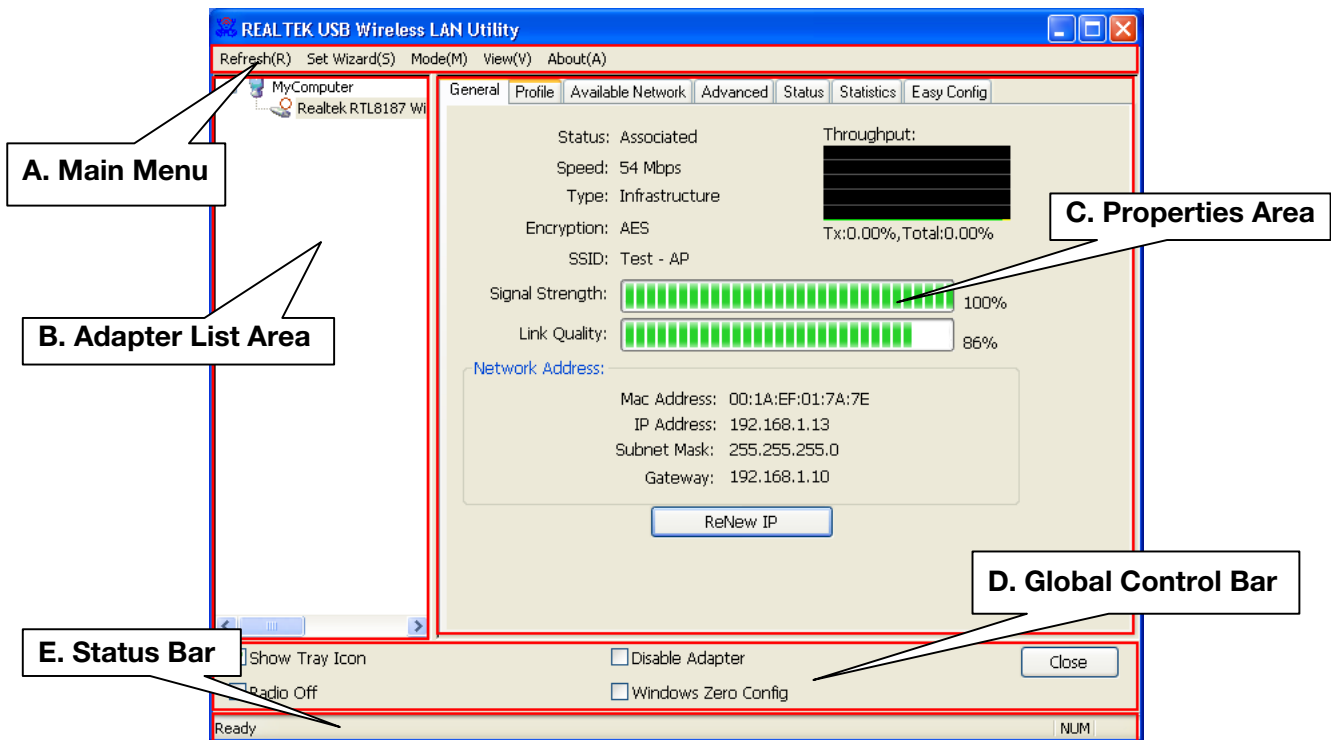 REALTEK USB Wireless LAN Utility
Refresh(R) Set Wizard(S) Mode(M) View(V) About(A)
MyComputer
Realtek RTL8187 Wi
General Profile Available Network Advanced Status Statistics Easy Config
Status: Associated
Throughput:
Speed: 54 Mbps
Type: Infrastructure
Encryption: AES
Tx:0.00%,Total:0.00%
SSID: Test - AP
Signal Strength: 100%
Link Quality: 86%
Network Address:
Mac Address: 00:1A:EF:01:7A:7E
IP Address: 192.168.1.13
Subnet Mask: 255.255.255.0
Gateway: 192.168.1.10
ReNew IP
Show Tray Icon
Disable Adapter
Close
Radio Off
Windows Zero Config
Ready
NUM
A. Main Menu
B. Adapter List Area
C. Properties Area
D. Global Control Bar
E. Status Bar